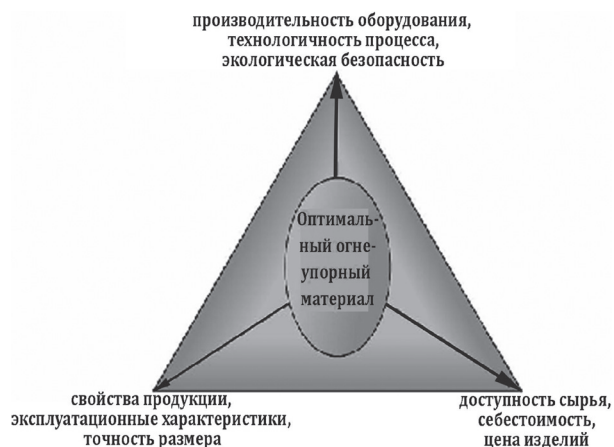 производительность оборудования,
технологичность процесса,
экологическая безопасность
Оптималь-
ный огне-
упорный
материал
свойства продукции,
эксплуатационные характеристики,
точность размера
доступность сырья,
себестоимость,
цена изделий